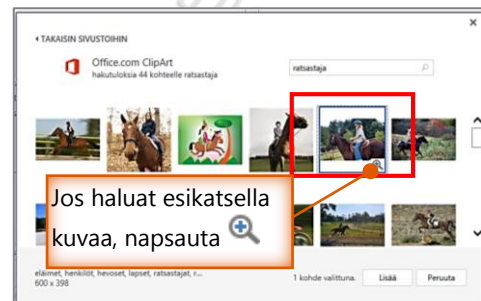 ◂ TAKAISIN SIVUSTOIHIN
Office.com ClipArt
hakutuloksia 44 kohteelle ratsastaja
ratsastaja
Jos haluat esikatsella
kuvaa, napsauta
eläimet, henkilöt, hevoset, lapset, ratsastajat, r...
600 x 398
1 kohde valittuna.
Lisää
Peruuta